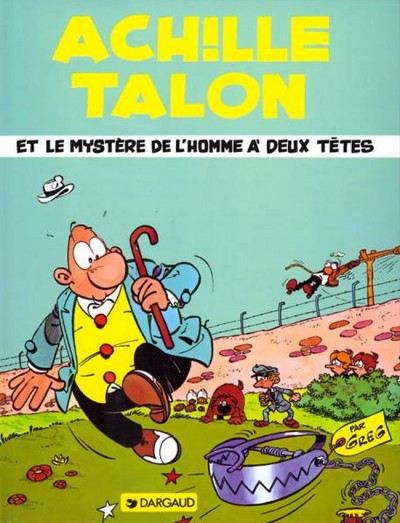 ACHILLE
TALON
ET LE MYSTÈRE DE L'HOMME À DEUX TÊTES
PAR
GREG
DARGAUD